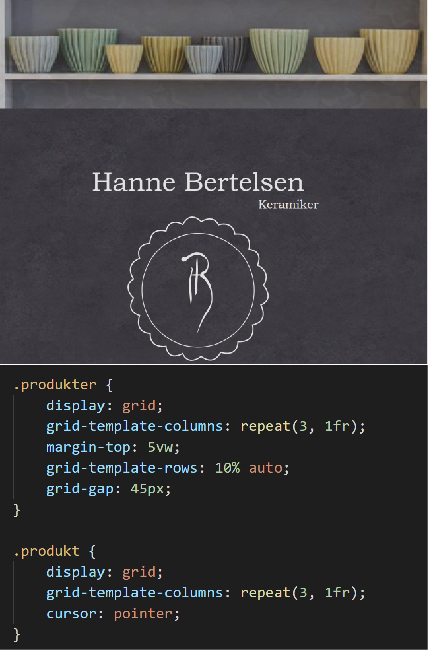 Hanne Bertelsen
Keramiker
.produkter {
    display: grid;
    grid-template-columns: repeat(3, 1fr);
    margin-top: 5vw;
    grid-template-rows: 10% auto;
    grid-gap: 45px;
}

.produkt {
    display: grid;
    grid-template-columns: repeat(3, 1fr);
    cursor: pointer;
}